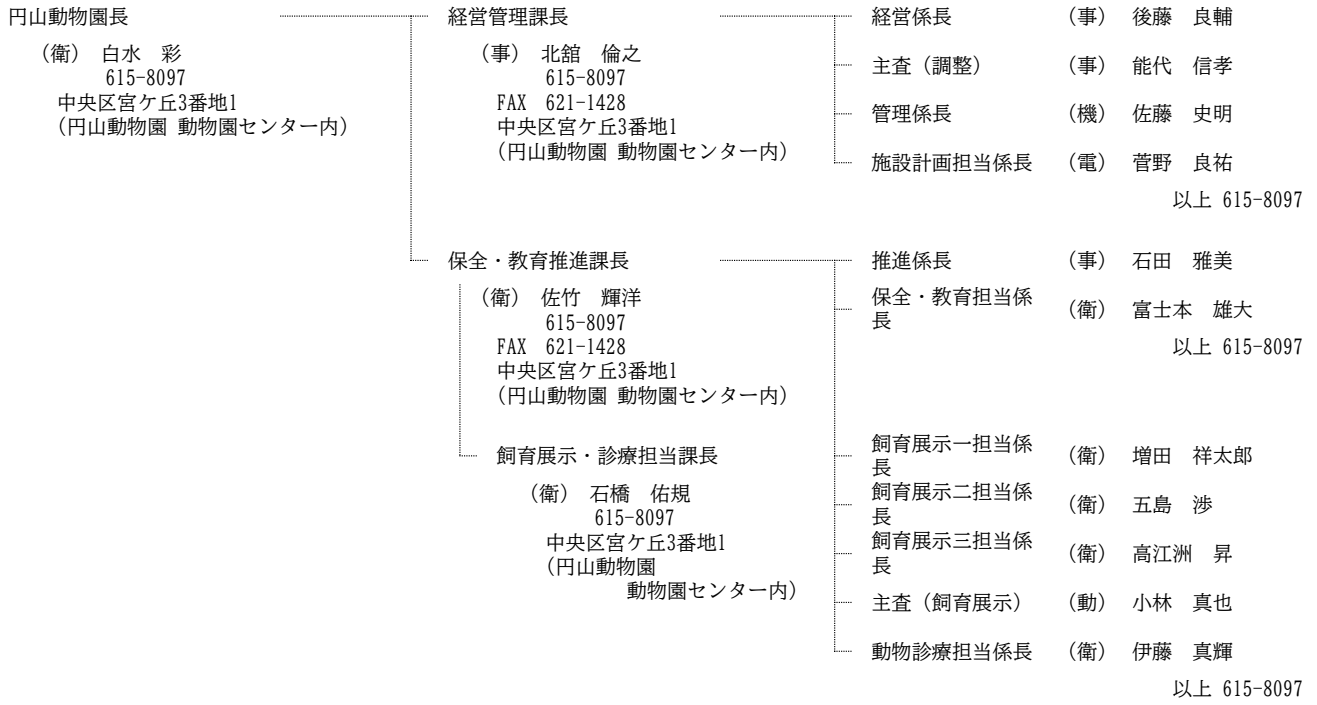 円山動物園長
（衛） 白水 彩
615-8097
中央区宮ケ丘3番地1
（円山動物園 動物園センター内）
経営管理課長
（事） 北舘 倫之
615-8097
FAX 621-1428
中央区宮ケ丘3番地1
（円山動物園 動物園センター内）
経営係長 （事） 後藤 良輔
主査（調整） （事） 能代 信孝
管理係長 （機） 佐藤 史明
施設計画担当係長 （電） 菅野 良祐
以上 615-8097
保全・教育推進課長
（衛） 佐竹 輝洋
615-8097
FAX 621-1428
中央区宮ケ丘3番地1
（円山動物園 動物園センター内）
推進係長 （事） 石田 雅美
保全・教育担当係
長 （衛） 富士本 雄大
以上 615-8097
飼育展示・診療担当課長
（衛） 石橋 佑規
615-8097
中央区宮ケ丘3番地1
（円山動物園
動物園センター内）
飼育展示一担当係
長 （衛） 増田 祥太郎
飼育展示二担当係
長 （衛） 五島 渉
飼育展示三担当係
長 （衛） 高江洲 昇
主査（飼育展示） （動） 小林 真也
動物診療担当係長 （衛） 伊藤 真輝
以上 615-8097